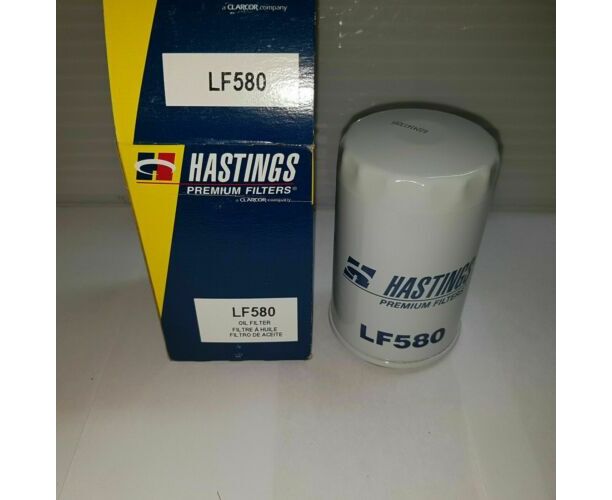 a CLARCOR company
LF580
HASTINGS
PREMIUM FILTERS®
a CLARCOR company
LF580
OIL FILTER
FILTRE À HUILE
FILTRO DE ACEITE
HASTINGS
PREMIUM FILTERS
LF580